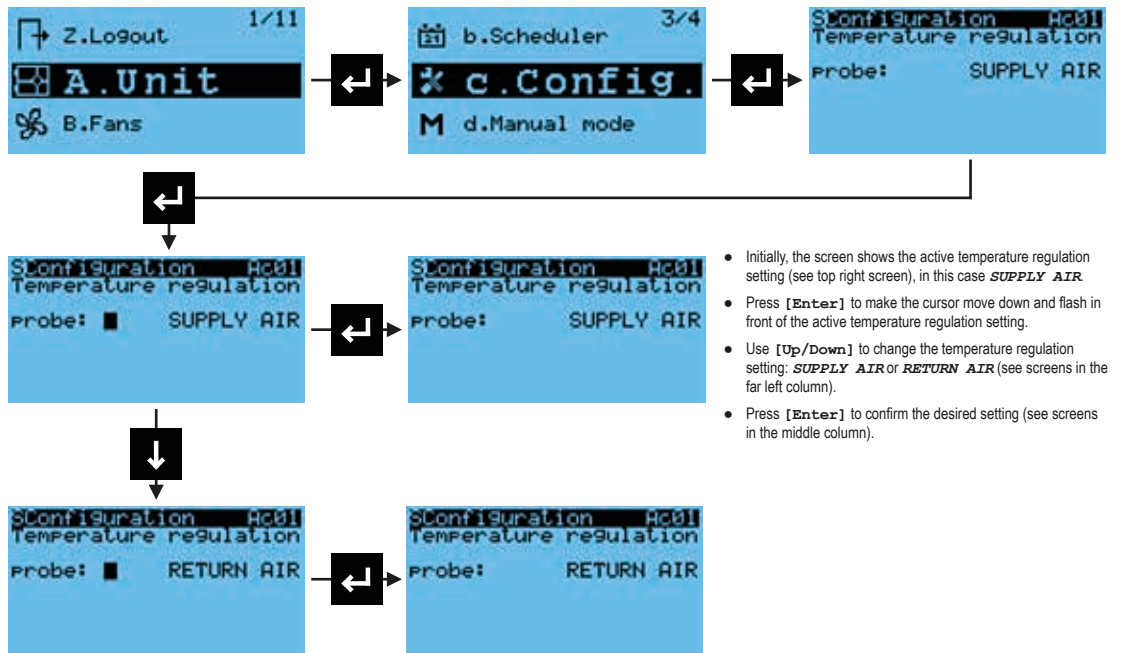 1/11
Z.Logout
A.Unit
B.Fans
3/4
b.Scheduler
c.Config.
d.Manual mode
SConfiguration Ac01
Temperature regulation
Probe: SUPPLY AIR
SConfiguration Ac01
Temperature regulation
Probe: SUPPLY AIR
SConfiguration Ac01
Temperature regulation
Probe: SUPPLY AIR
● Initially, the screen shows the active temperature regulation
setting (see top right screen), in this case SUPPLY AIR.
● Press [Enter] to make the cursor move down and flash in
front of the active temperature regulation setting.
● Use [Up/Down] to change the temperature regulation
setting: SUPPLY AIR or RETURN AIR (see screens in the
far left column).
● Press [Enter] to confirm the desired setting (see screens
in the middle column).
SConfiguration Ac01
Temperature regulation
Probe: RETURN AIR
SConfiguration Ac01
Temperature regulation
Probe: RETURN AIR